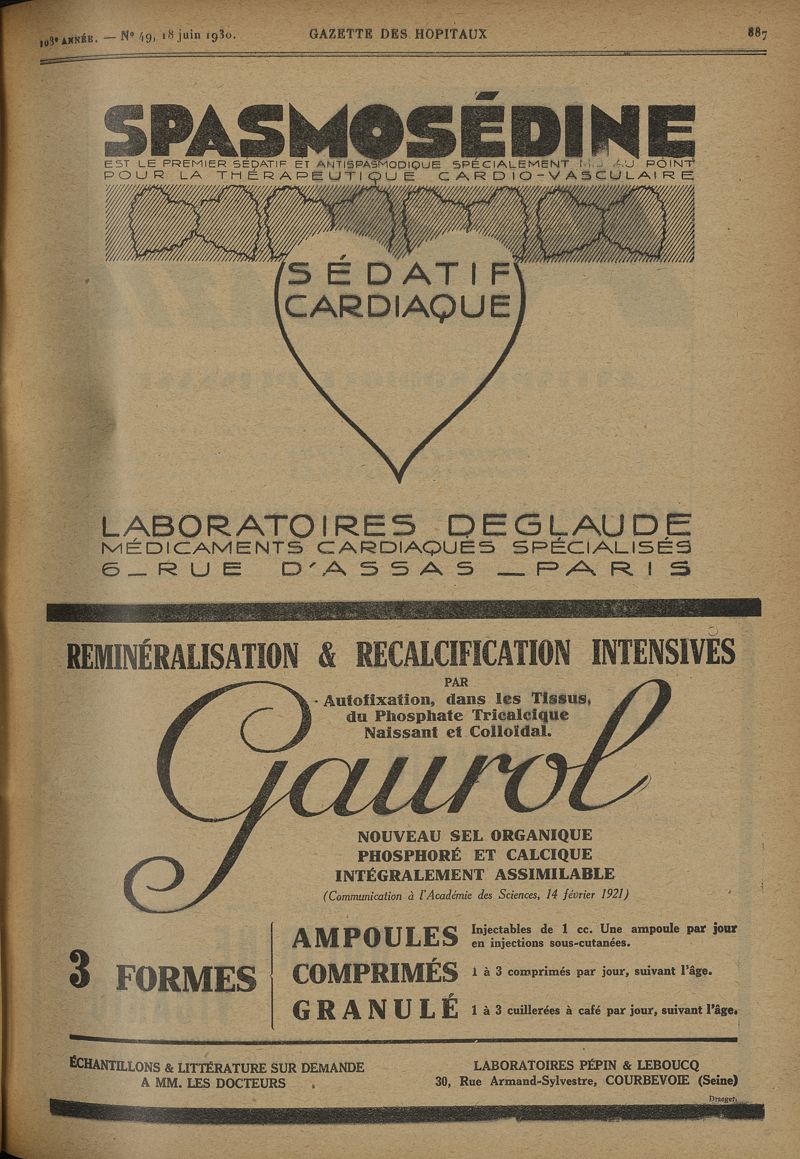 103e ANNÉE. — No 49, 18 juin 1930. GAZETTE DES HOPITAUX 887
SPASMOSÉDINE
EST LE PREMIER SÉDATIF ET ANTISPASMODIQUE SPÉCIALEMENT AU POINT
POUR LA THÉRAPEUTIQUE CARDIO-VASCULAIRE
SÉDATIF
CARDIAQUE
LABORATOIRES DEGLAUDE
MÉDICAMENTS CARDIAQUES SPÉCIALISÉS
6 _ RUE D'ASSAS _ PARIS
REMINÉRALISATION & RECALCIFICATION INTENSIVES
PAR
Autofixation, dans les Tissus,
du Phosphate Tricalcique
Naissant et Colloïdal.
Gaurol
NOUVEAU SEL ORGANIQUE
PHOSPHORÉ ET CALCIQUE
INTÉGRALEMENT ASSIMILABLE
(Communication à l'Académie des Sciences, 14 février 1921)
3 FORMES
AMPOULES Injectables de 1 cc. Une ampoule par jour
en injections sous-cutanées.
COMPRIMÉS 1 à 3 comprimés par jour, suivant l'âge.
GRANULÉ 1 à 3 cuillerées à café par jour, suivant l'âge.
ÉCHANTILLONS & LITTÉRATURE SUR DEMANDE
A MM. LES DOCTEURS
LABORATOIRES PÉPIN & LEBOUCQ
30, Rue Armand-Sylvestre, COURBEVOIE (Seine)
Draeger.